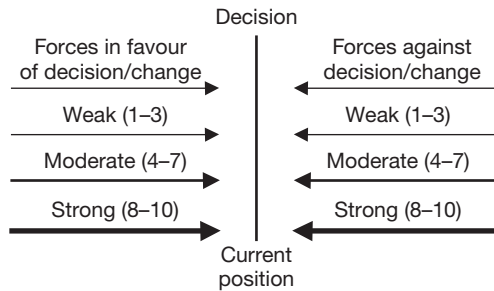 Decision
Forces in favour
of decision/change
Forces against
decision/change
Weak (1–3)
Weak (1–3)
Moderate (4–7)
Moderate (4–7)
Strong (8–10)
Strong (8–10)
Current
position